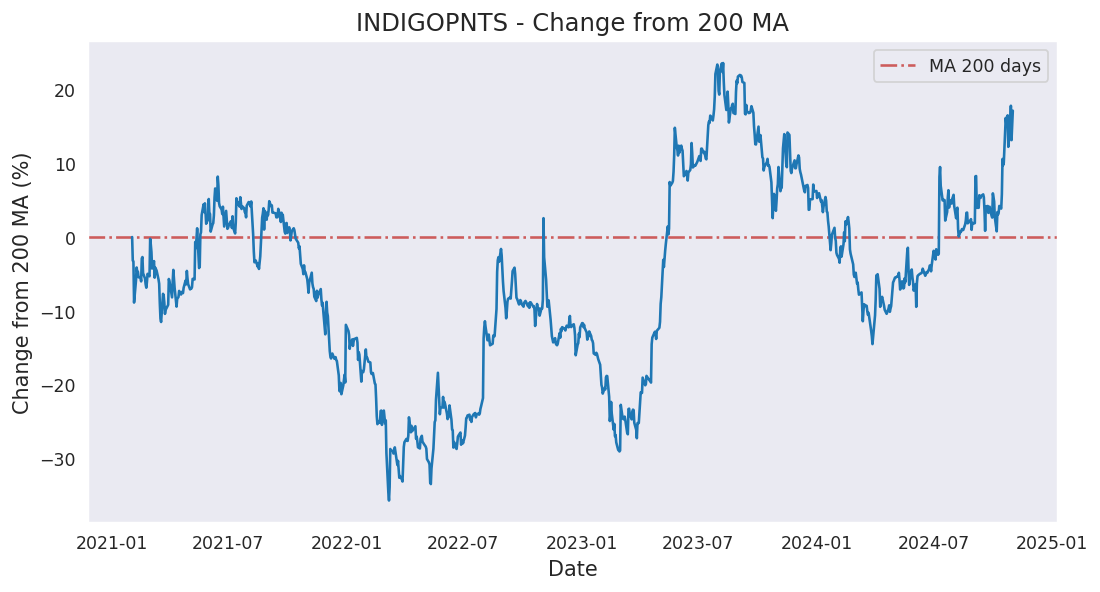 INDIGOPNTS - Change from 200 MA
MA 200 days
Change from 200 MA (%)
20
10
0
−10
−20
−30
2021-01 2021-07 2022-01 2022-07 2023-01 2023-07 2024-01 2024-07 2025-01
Date